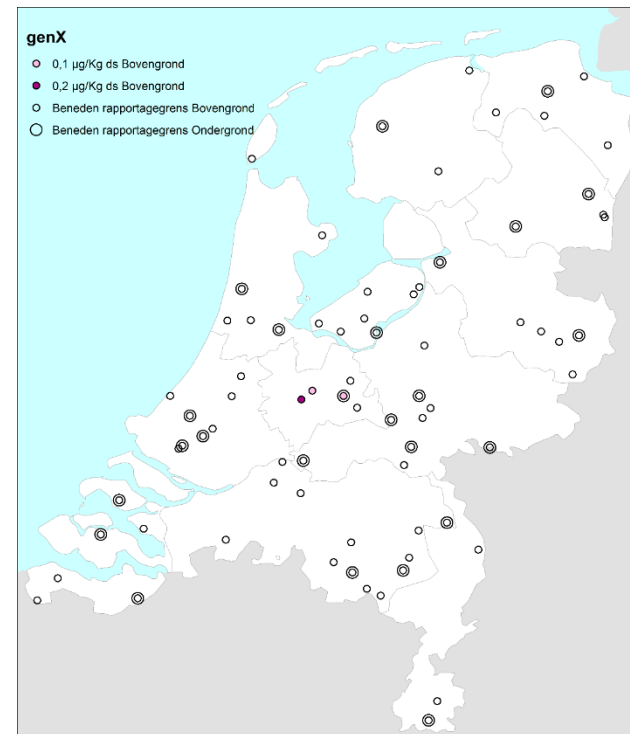 genX
0,1 µg/Kg ds Bovengrond
0,2 µg/Kg ds Bovengrond
Beneden rapportagegrens Bovengrond
Beneden rapportagegrens Ondergrond